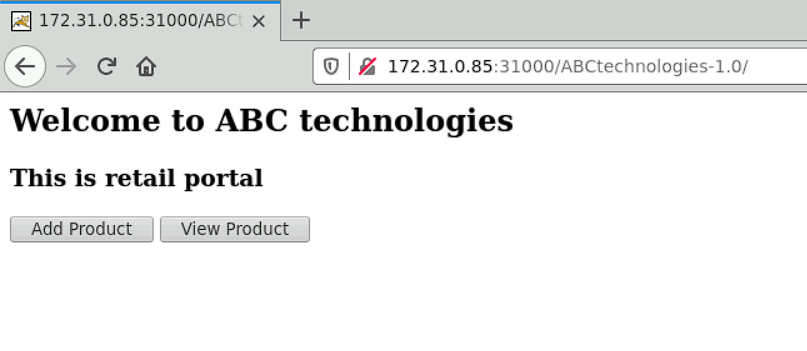 172.31.0.85:31000/ABCt
172.31.0.85:31000/ABCtechnologies-1.0/
Welcome to ABC technologies
This is retail portal
Add Product View Product